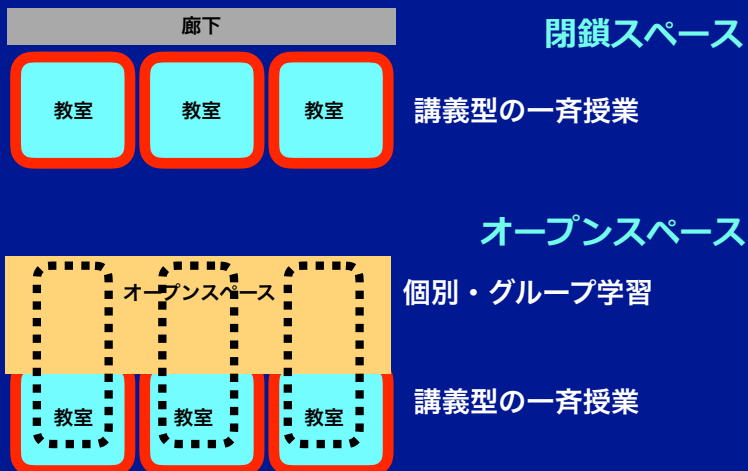 廊下
閉鎖スペース
教室 教室 教室
講義型の一斉授業
オープンスペース
オープンスペース
個別・グループ学習
教室 教室 教室
講義型の一斉授業